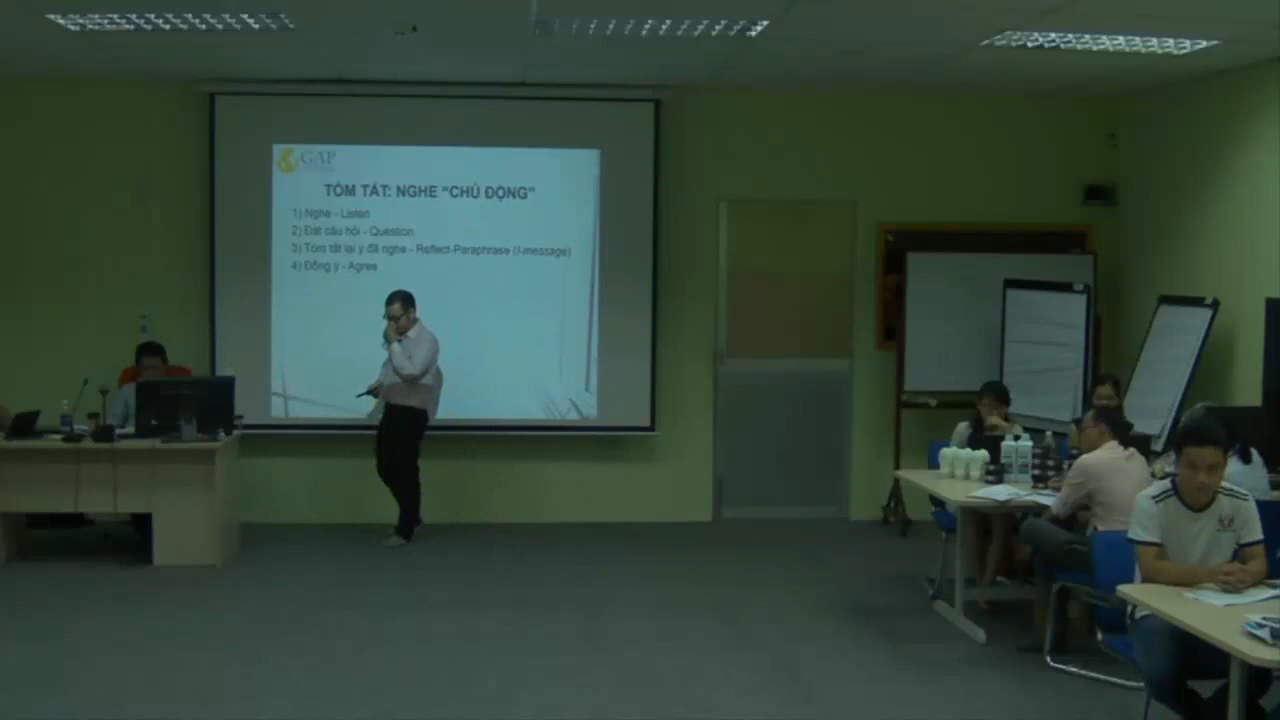 GAP
TÓM TẮT: NGHE "CHỦ ĐỘNG"
1) Nghe - Listen
2) Đặt câu hỏi - Question
3) Tóm tắt lại ý đã nghe - Reflect-Paraphrase (I-message)
4) Đồng ý - Agree